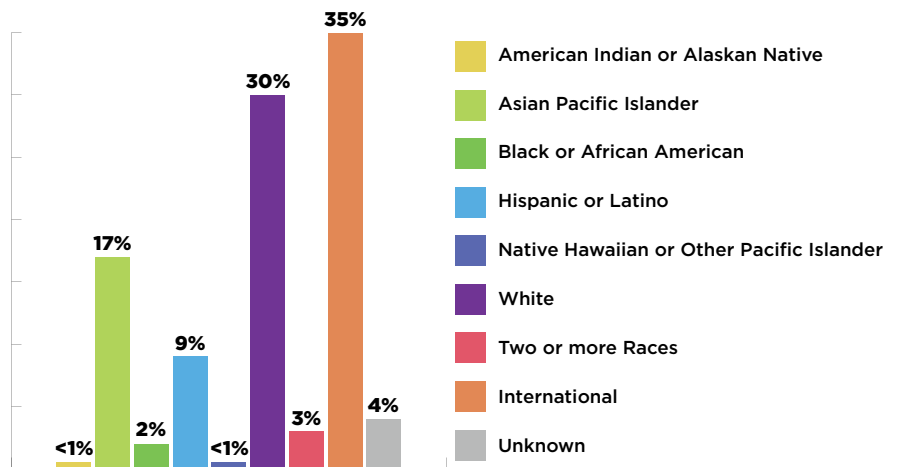 35%
30%
17%
9%
<1%
2%
<1%
3%
4%
American Indian or Alaskan Native
Asian Pacific Islander
Black or African American
Hispanic or Latino
Native Hawaiian or Other Pacific Islander
White
Two or more Races
International
Unknown